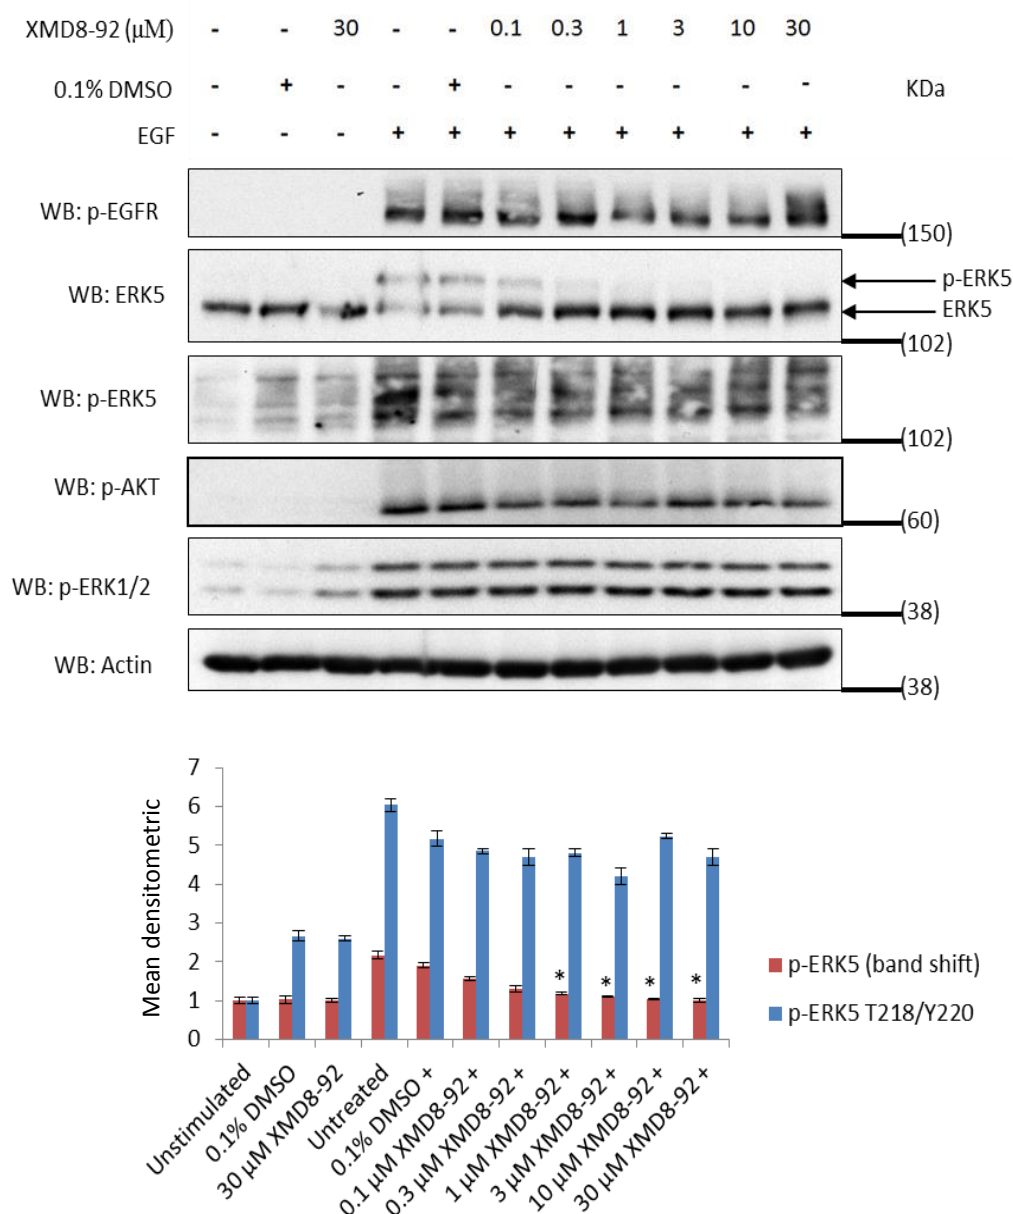 XMD8-92 (µM) - - 30 - - 0.1 0.3 1 3 10 30
0.1% DMSO - + - - + - - - - - - KDa
EGF - - - + + + + + + + +
WB: p-EGFR
(150)
WB: ERK5
p-ERK5
ERK5
(102)
WB: p-ERK5
(102)
WB: p-AKT
(60)
WB: p-ERK1/2
(38)
WB: Actin
(38)
Mean densitometric
7
6
5
4
3
2
1
0
* * * *
p-ERK5 (band shift)
p-ERK5 T218/Y220
Unstimulated
0.1% DMSO
30 µM XMD8-92
Untreated
0.1% DMSO +
0.1 µM XMD8-92 +
0.3 µM XMD8-92 +
1 µM XMD8-92 +
3 µM XMD8-92 +
10 µM XMD8-92 +
30 µM XMD8-92 +